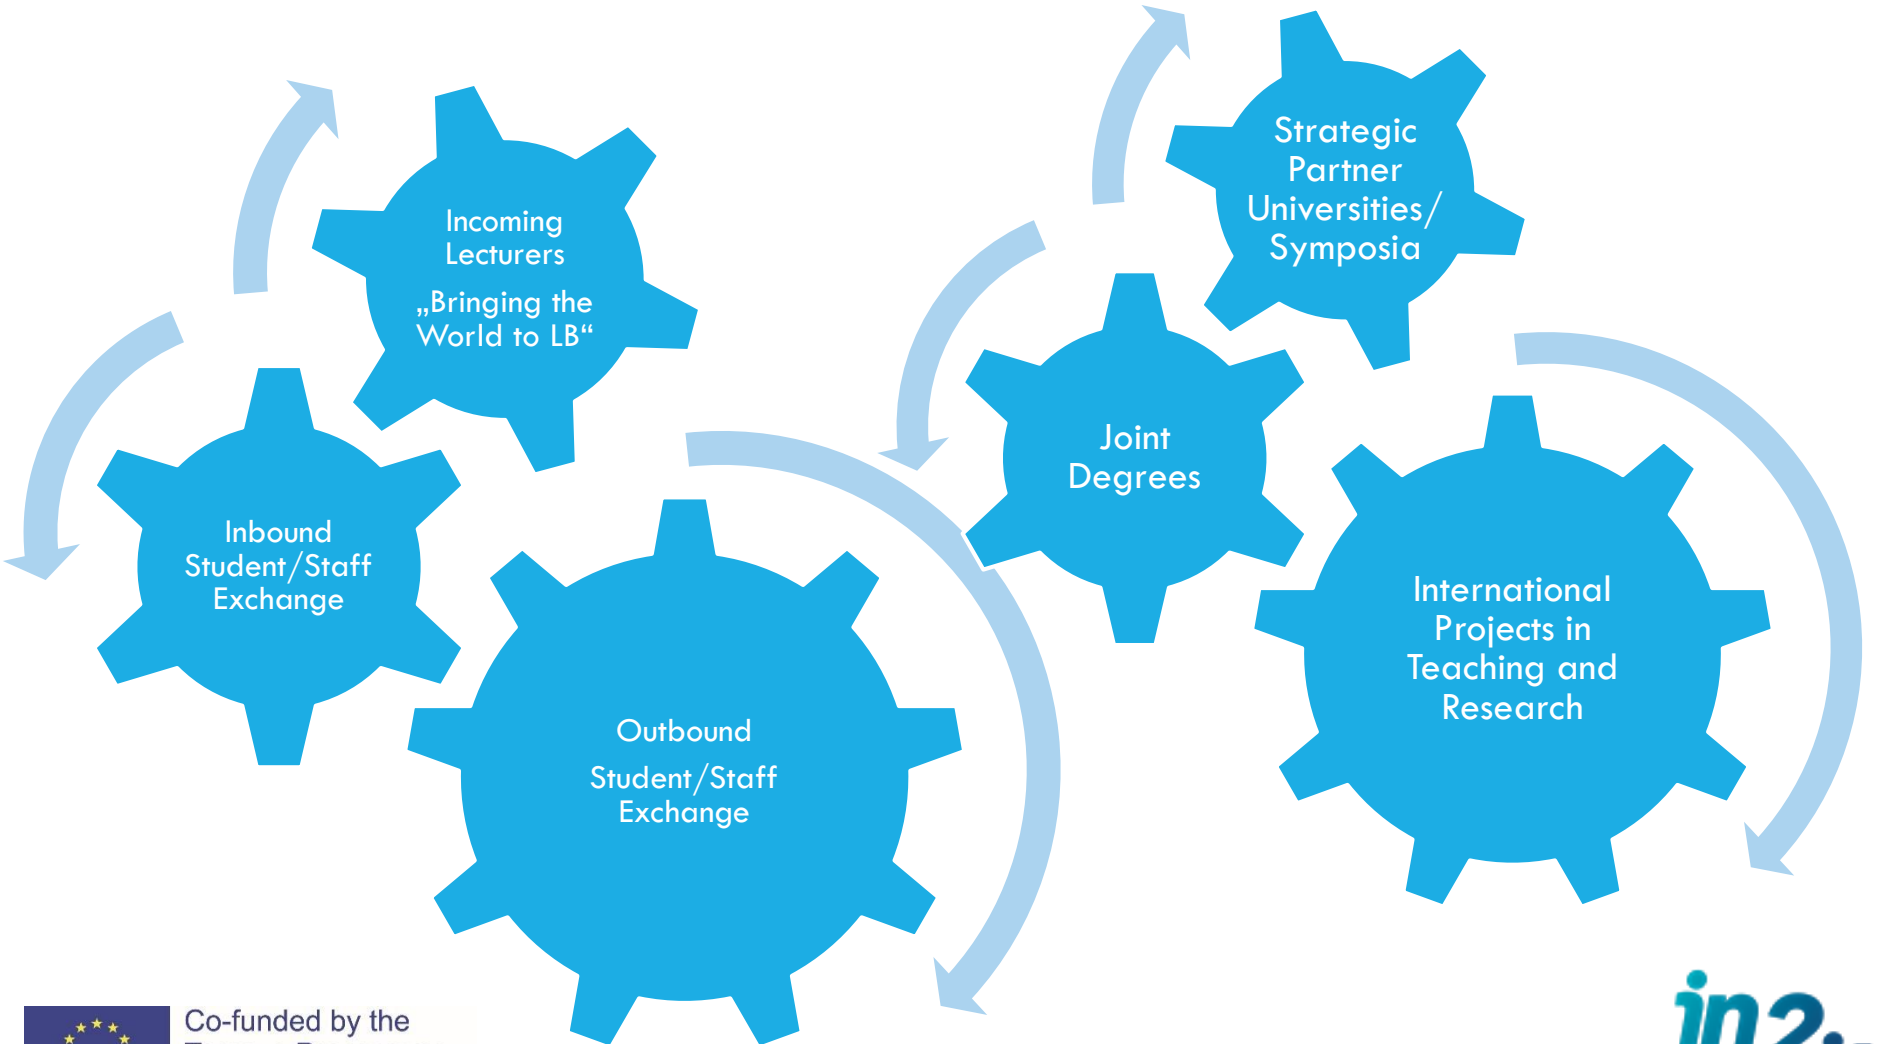 Incoming
Lecturers
„Bringing the
World to LB“
Inbound
Student/Staff
Exchange
Outbound
Student/Staff
Exchange
Strategic
Partner
Universities/
Symposia
Joint
Degrees
International
Projects in
Teaching and
Research
Co-funded by the
in2